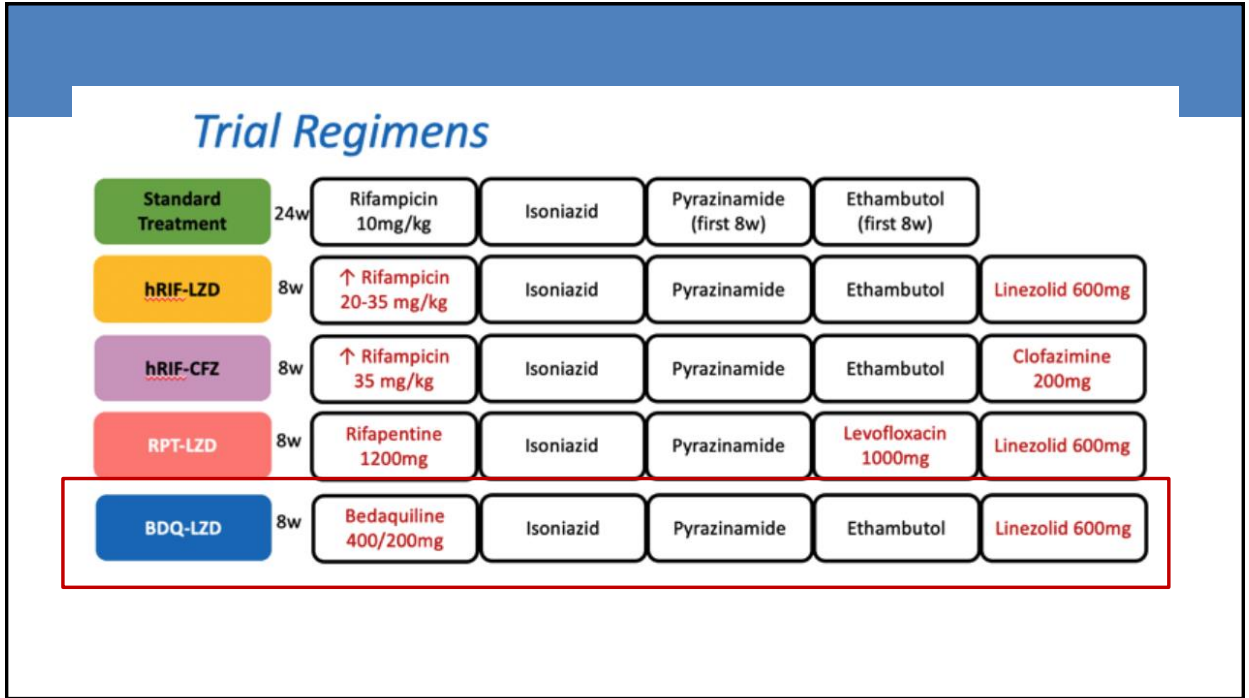 Trial Regimens
Standard
Treatment
24w
Rifampicin
10mg/kg
Isoniazid
Pyrazinamide
(first 8w)
Ethambutol
(first 8w)
hRIF-LZD
8w
↑ Rifampicin
20-35 mg/kg
Isoniazid
Pyrazinamide
Ethambutol
Linezolid 600mg
hRIF-CFZ
8w
↑ Rifampicin
35 mg/kg
Isoniazid
Pyrazinamide
Ethambutol
Clofazimine
200mg
RPT-LZD
8w
Rifapentine
1200mg
Isoniazid
Pyrazinamide
Levofloxacin
1000mg
Linezolid 600mg
BDQ-LZD
8w
Bedaquiline
400/200mg
Isoniazid
Pyrazinamide
Ethambutol
Linezolid 600mg